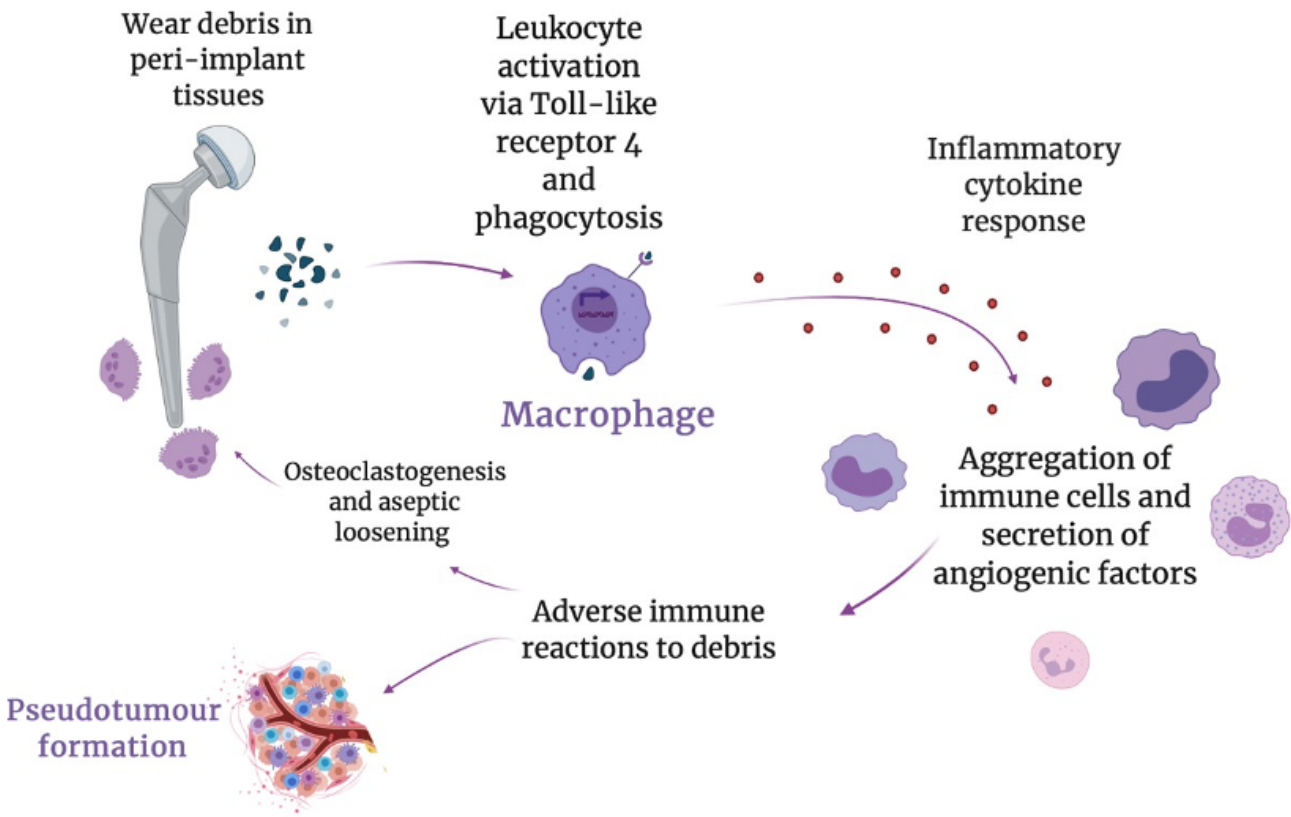 Wear debris in
peri-implant
tissues
Leukocyte
activation
via Toll-like
receptor 4
and
phagocytosis
Inflammatory
cytokine
response
Macrophage
Aggregation of
immune cells and
secretion of
angiogenic factors
Osteoclastogenesis
and aseptic
loosening
Adverse immune
reactions to debris
Pseudotumour
formation